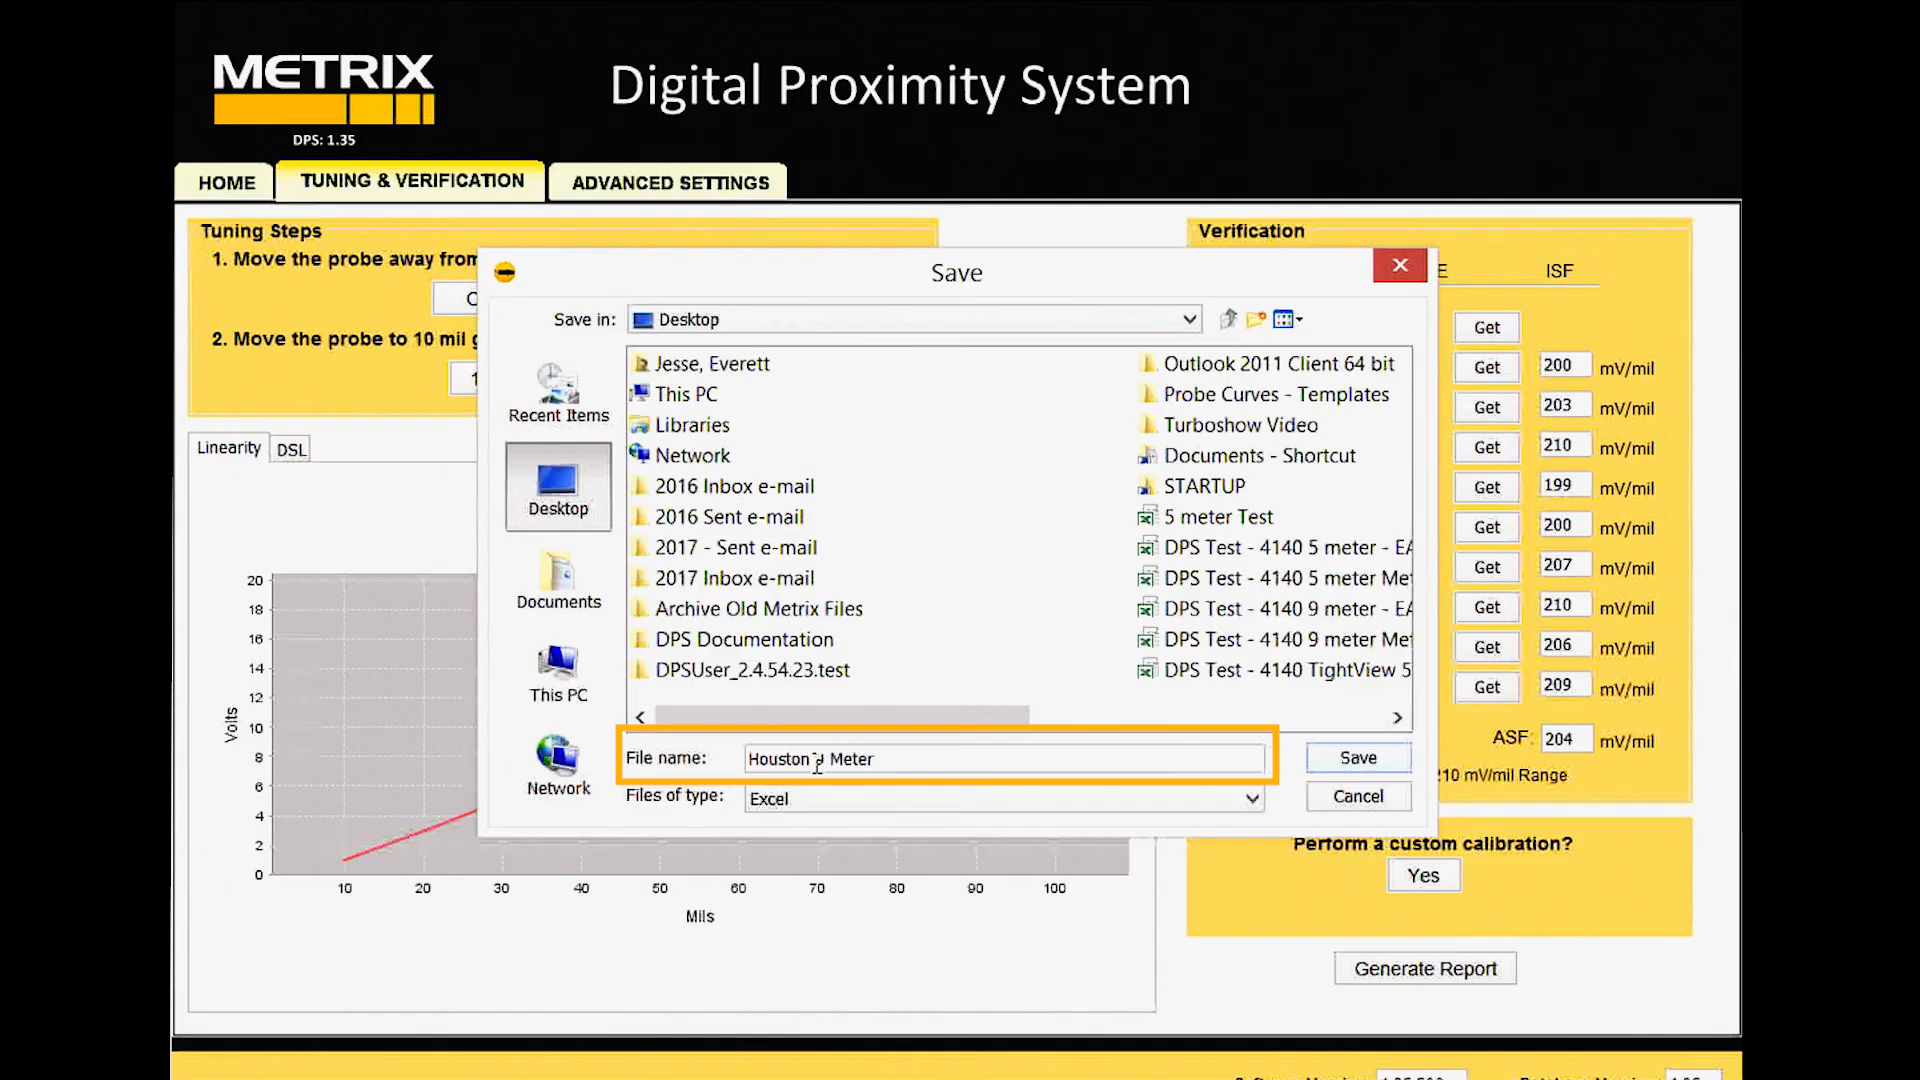 METRIX
DPS: 1.35
Digital Proximity System
HOME
TUNING & VERIFICATION
ADVANCED SETTINGS
Tuning Steps
1. Move the probe away from
2. Move the probe to 10 mil
Linearity
DSL
Volts
20
18
16
14
12
10
8
6
4
2
0
10 20 30 40 50 60 70 80 90 100
Mils
Save
Save in:
Desktop
Recent Items
Desktop
Documents
This PC
Network
Jesse, Everett
This PC
Libraries
Network
2016 Inbox e-mail
2016 Sent e-mail
2017 - Sent e-mail
2017 Inbox e-mail
Archive Old Metrix Files
DPS Documentation
DPSUser_2.4.54.23.test
Outlook 2011 Client 64 bit
Probe Curves - Templates
Turboshow Video
Documents - Shortcut
STARTUP
5 meter Test
DPS Test - 4140 5 meter - EA
DPS Test - 4140 5 meter Met
DPS Test - 4140 9 meter - EA
DPS Test - 4140 9 meter Met
DPS Test - 4140 TightView 5
File name:
Houston Meter
Save
Files of type:
Excel
Cancel
Verification
E
ISF
Get
Get 200 mV/mil
Get 203 mV/mil
Get 210 mV/mil
Get 199 mV/mil
Get 200 mV/mil
Get 207 mV/mil
Get 210 mV/mil
Get 206 mV/mil
Get 209 mV/mil
ASF: 204 mV/mil
210 mV/mil Range
Perform a custom calibration?
Yes
Generate Report